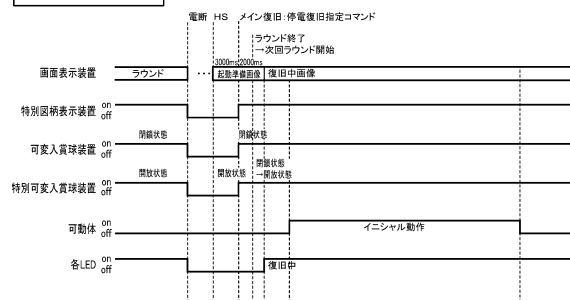 電断 HS メイン復旧:停電復旧指定コマンド
ラウンド終了
→次回ラウンド開始
3000ms 2000ms
画面表示装置 ラウンド … 起動準備画像 復旧中画像
特別図柄表示装置 on
off
閉鎖状態 閉鎖状態
可変入賞球装置 on
off
開放状態 開放状態 閉鎖状態
→開放状態
特別可変入賞球装置 on
off
可動体 on
off
イニシャル動作
各LED on
off
復旧中